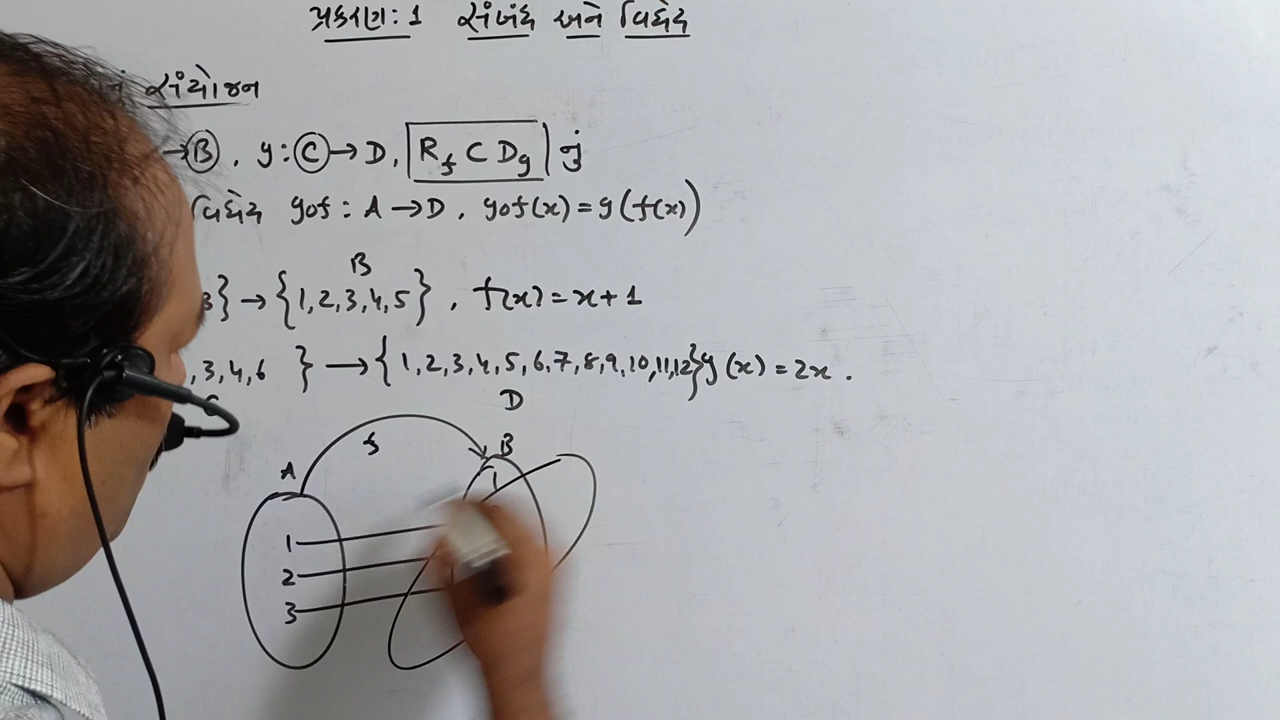 પ્રકરણ: 1 સંબંધ અને વિધેય
સંયોજન
→B, g:C→D, R_f ⊂ D_g
વિધેય gof : A→D, gof(x)=g(f(x))
B
3}→{1,2,3,4,5}, f(x)=x+1
,3,4,6 }→{1,2,3,4,5,6,7,8,9,10,11,12}g(x)=2x.
D
f
B
A
1
1
2
3